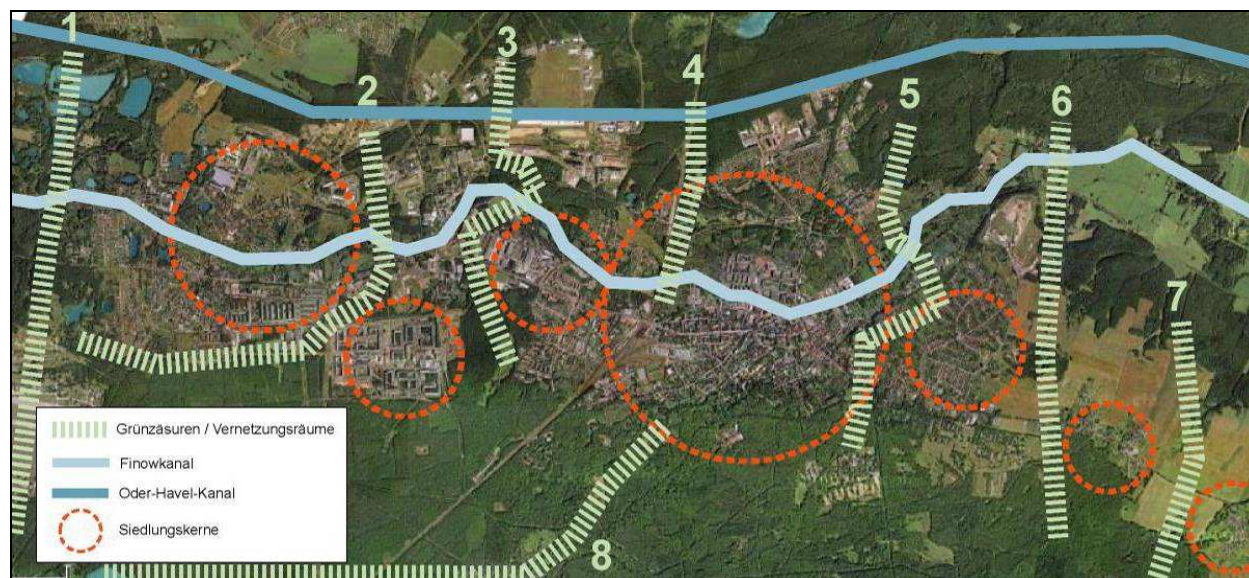 1
2
3
4
5
6
7
8
Grünzäsuren / Vernetzungsräume
Finowkanal
Oder-Havel-Kanal
Siedlungskerne